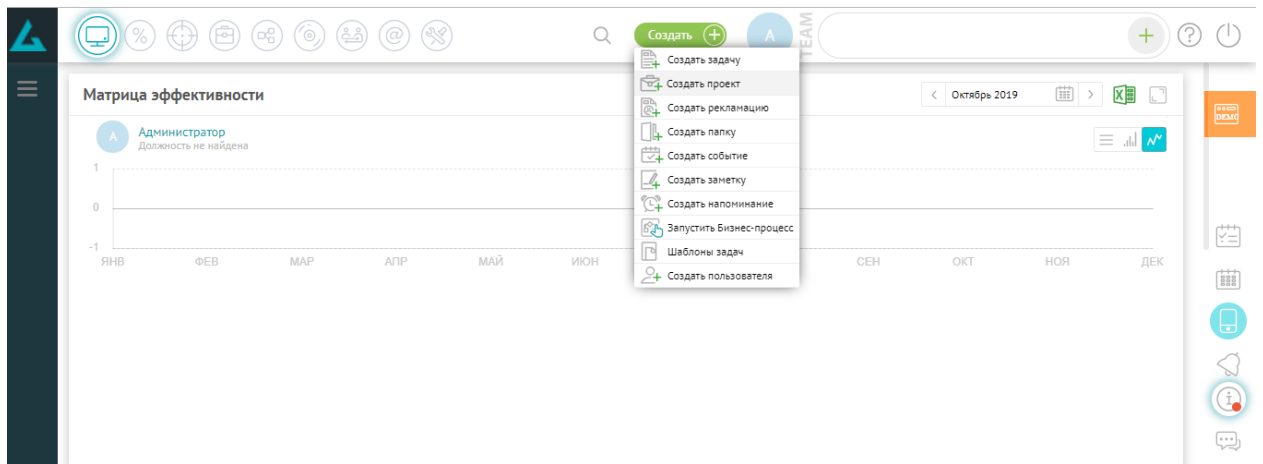 Создать
A
TEAM
Создать задачу
Создать проект
Создать рекламацию
Создать папку
Создать событие
Создать заметку
Создать напоминание
Запустить Бизнес-процесс
Шаблоны задач
Создать пользователя
Матрица эффективности
Октябрь 2019
DEMO
A
Администратор
Должность не найдена
1
0
-1
ЯНВ ФЕВ МАР АПР МАЙ ИЮН СЕН ОКТ НОЯ ДЕК